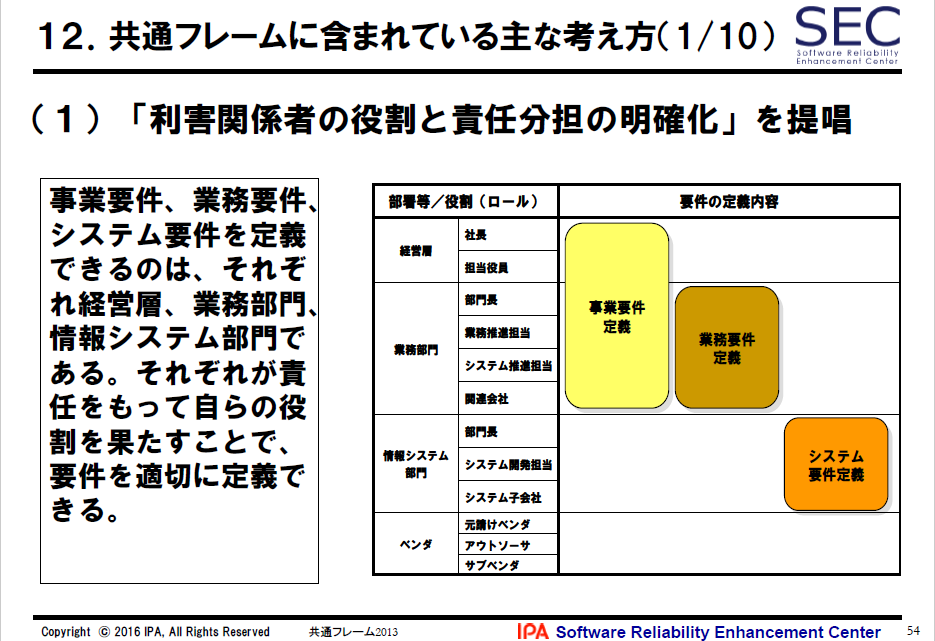 12. 共通フレームに含まれている主な考え方(1/10)
SEC
Software Reliability
Enhancement Center
(1)「利害関係者の役割と責任分担の明確化」を提唱
事業要件、業務要件、
システム要件を定義
できるのは、それぞ
れ経営層、業務部門、
情報システム部門で
ある。それぞれが責
任をもって自らの役
割を果たすことで、
要件を適切に定義で
きる。
部署等/役割(ロール)
要件の定義内容
経営層
社長
担当役員
業務部門
部門長
業務推進担当
システム推進担当
関連会社
情報システム
部門
部門長
システム開発担当
システム子会社
ベンダ
元請けベンダ
アウトソーサ
サブベンダ
事業要件
定義
業務要件
定義
システム
要件定義
Copyright © 2016 IPA, All Rights Reserved
共通フレーム2013
IPA Software Reliability Enhancement Center
54